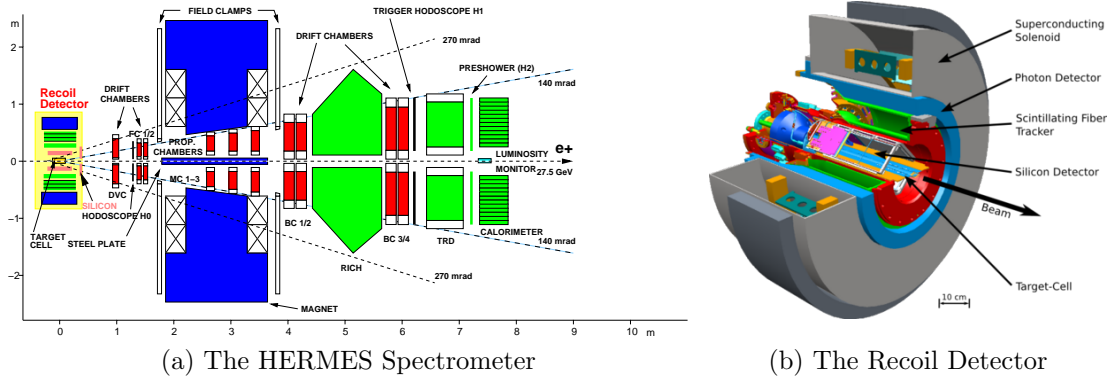 m
2
1
0
−1
−2
FIELD CLAMPS
TRIGGER HODOSCOPE H1
270 mrad
DRIFT CHAMBERS
PRESHOWER (H2)
140 mrad
Recoil
Detector
DRIFT
CHAMBERS
FC 1/2
PROP.
CHAMBERS
e+
LUMINOSITY
MONITOR
27.5 GeV
DVC
MC 1−3
SILICON
HODOSCOPE H0
TARGET
CELL
STEEL PLATE
BC 1/2
BC 3/4
TRD
CALORIMETER
140 mrad
RICH
270 mrad
MAGNET
0 1 2 3 4 5 6 7 8 9 10 m
(a) The HERMES Spectrometer
Superconducting
Solenoid
Photon Detector
Scintillating Fiber
Tracker
Silicon Detector
Beam
Target-Cell
10 cm
(b) The Recoil Detector